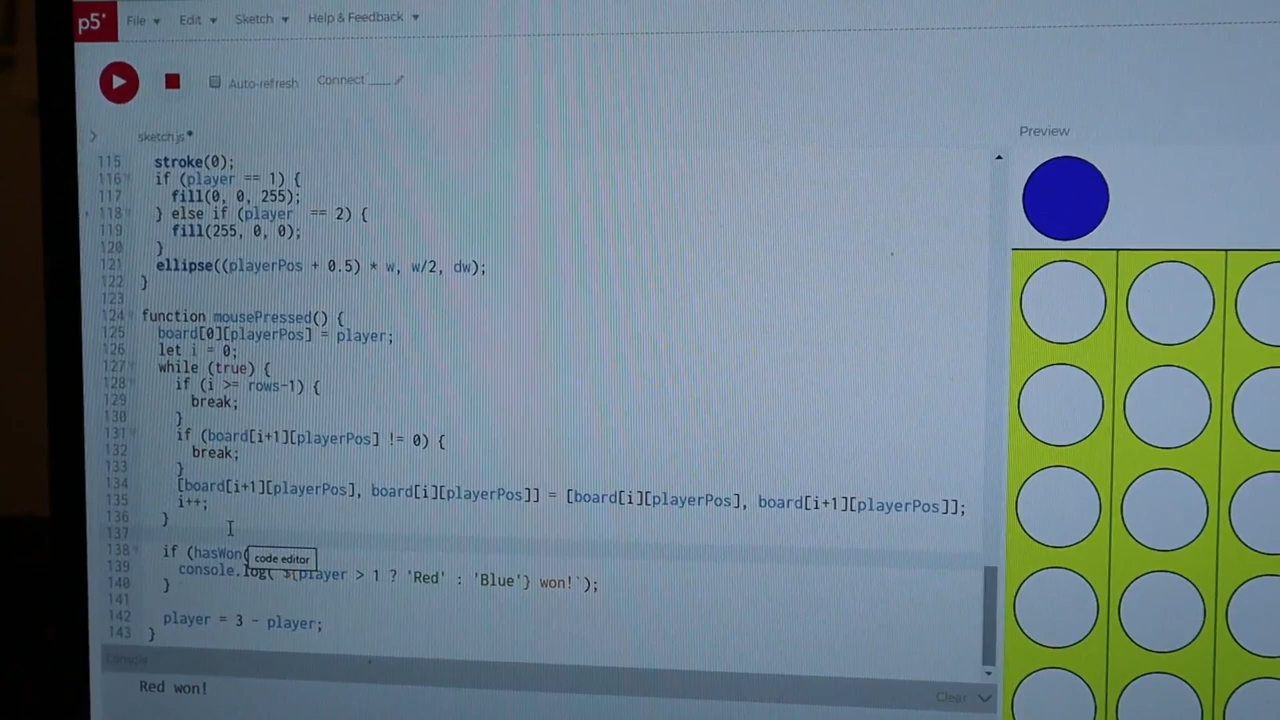 p5*
File Edit Sketch Help & Feedback
Auto-refresh Connect
sketch.js
Preview
115 stroke(0);
116 if (player == 1) {
117 fill(0, 0, 255);
118 } else if (player == 2) {
119 fill(255, 0, 0);
120 }
121 ellipse((playerPos + 0.5) * w, w/2, dw);
122 }
123
124 function mousePressed() {
125 board[0][playerPos] = player;
126 let i = 0;
127 while (true) {
128 if (i >= rows-1) {
129 break;
130 }
131 if (board[i+1][playerPos] != 0) {
132 break;
133 }
134 [board[i+1][playerPos], board[i][playerPos]] = [board[i][playerPos], board[i+1][playerPos]];
135 i++;
136 }
137
138 if (hasWon(
code editor
139 console.log(`${player > 1 ? 'Red' : 'Blue'} won!`);
140 }
141
142 player = 3 - player;
143 }
Console
Clear
Red won!